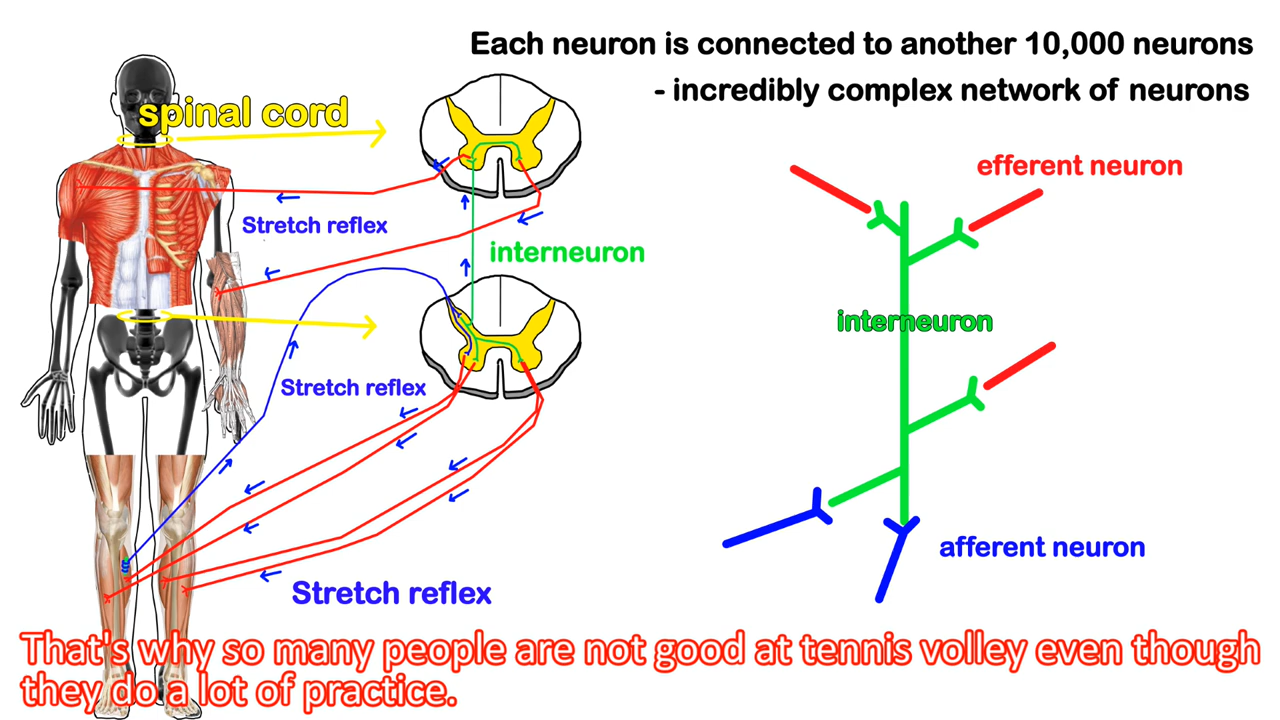 Each neuron is connected to another 10,000 neurons
- incredibly complex network of neurons
spinal cord
efferent neuron
Stretch reflex
interneuron
interneuron
Stretch reflex
afferent neuron
Stretch reflex
That's why so many people are not good at tennis volley even though
they do a lot of practice.